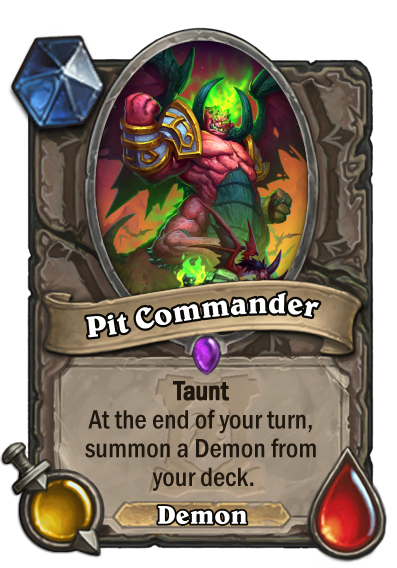 Pit Commander
Taunt
At the end of your turn,
summon a Demon from
your deck.
Demon